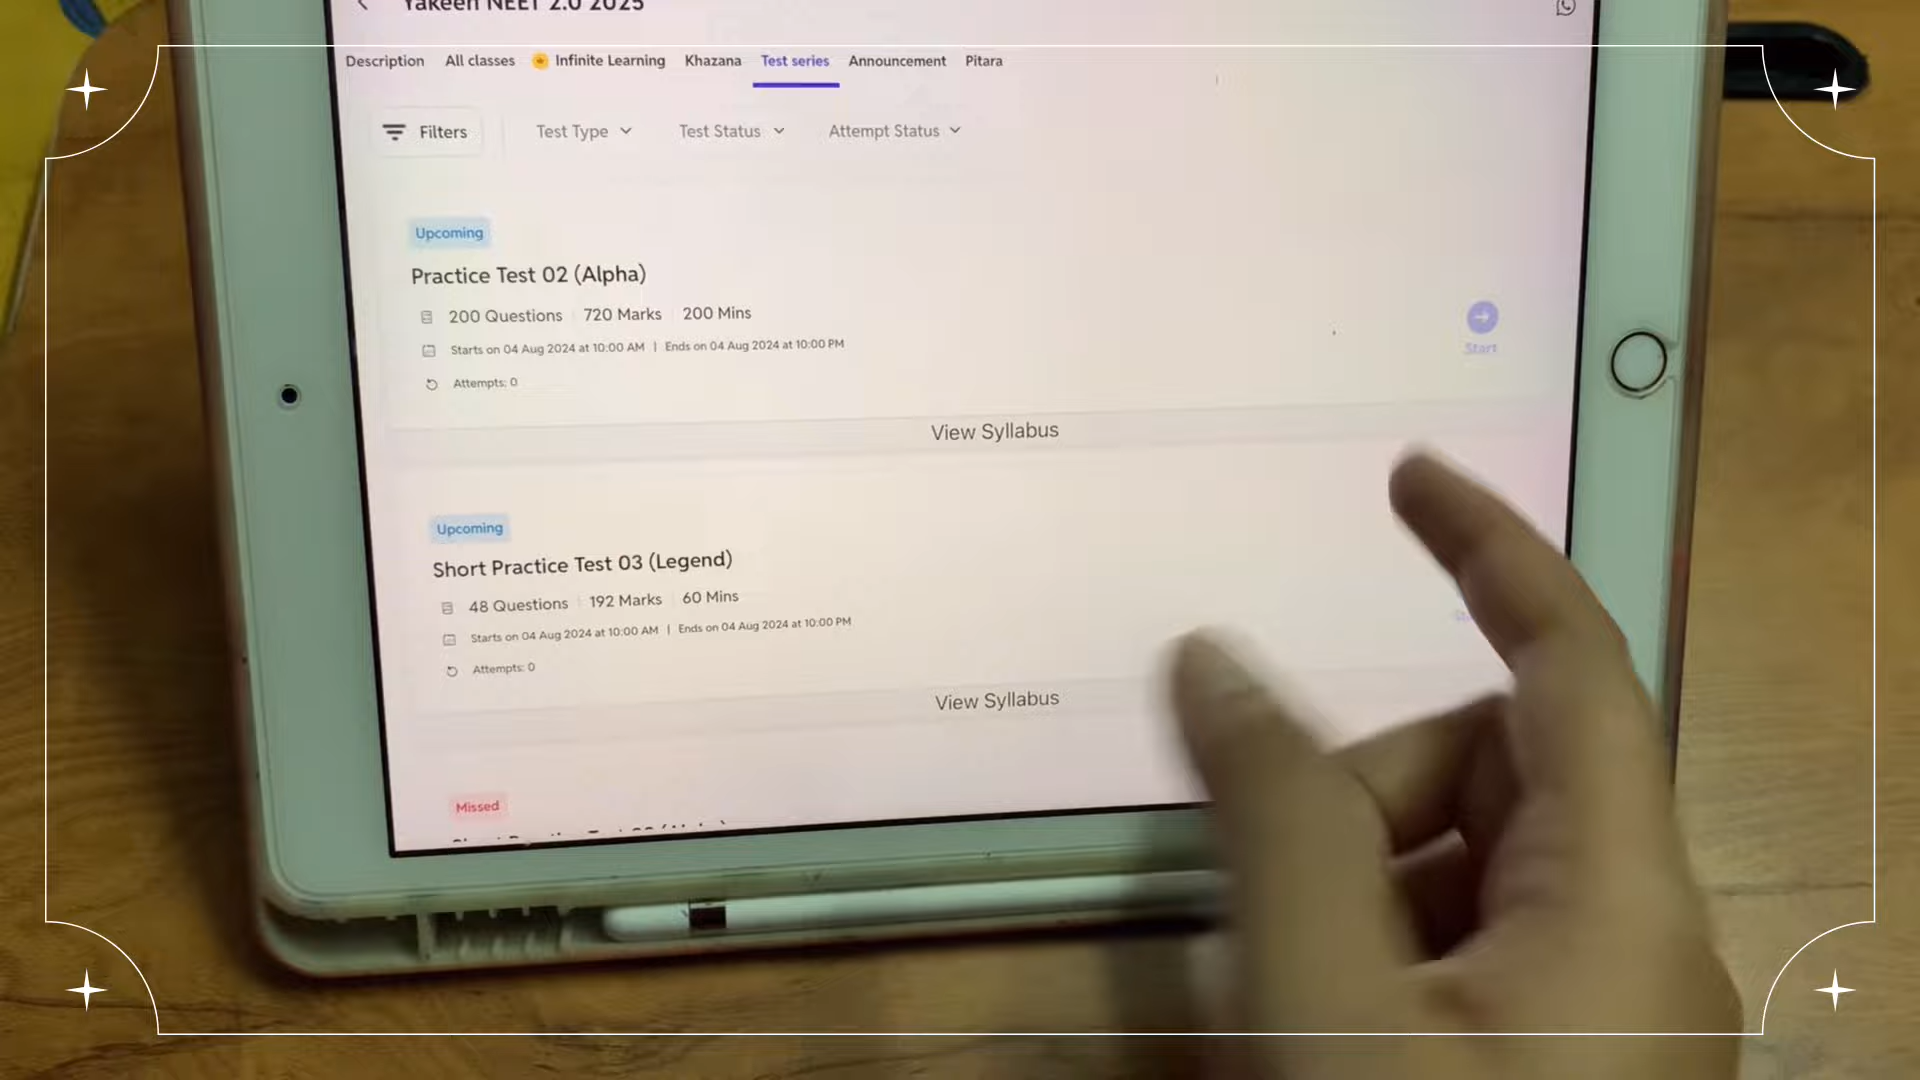 Yakeen NEET 2.0 2025
Description All classes Infinite Learning Khazana Test series Announcement Pitara
Filters Test Type Test Status Attempt Status
Upcoming
Practice Test 02 (Alpha)
200 Questions 720 Marks 200 Mins
Starts on 04 Aug 2024 at 10:00 AM | Ends on 04 Aug 2024 at 10:00 PM
Start
Attempts: 0
View Syllabus
Upcoming
Short Practice Test 03 (Legend)
48 Questions 192 Marks 60 Mins
Starts on 04 Aug 2024 at 10:00 AM | Ends on 04 Aug 2024 at 10:00 PM
Attempts: 0
View Syllabus
Missed